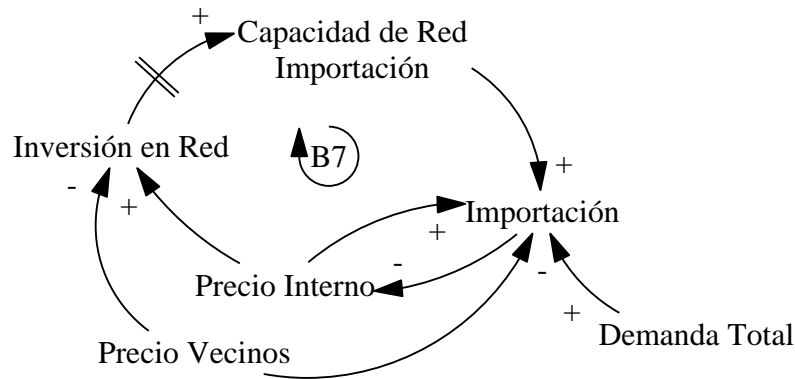 +
Capacidad de Red
Importación
Inversión en Red
B7
-
+
+
Importación
+
-
-
Precio Interno
+
Demanda Total
Precio Vecinos